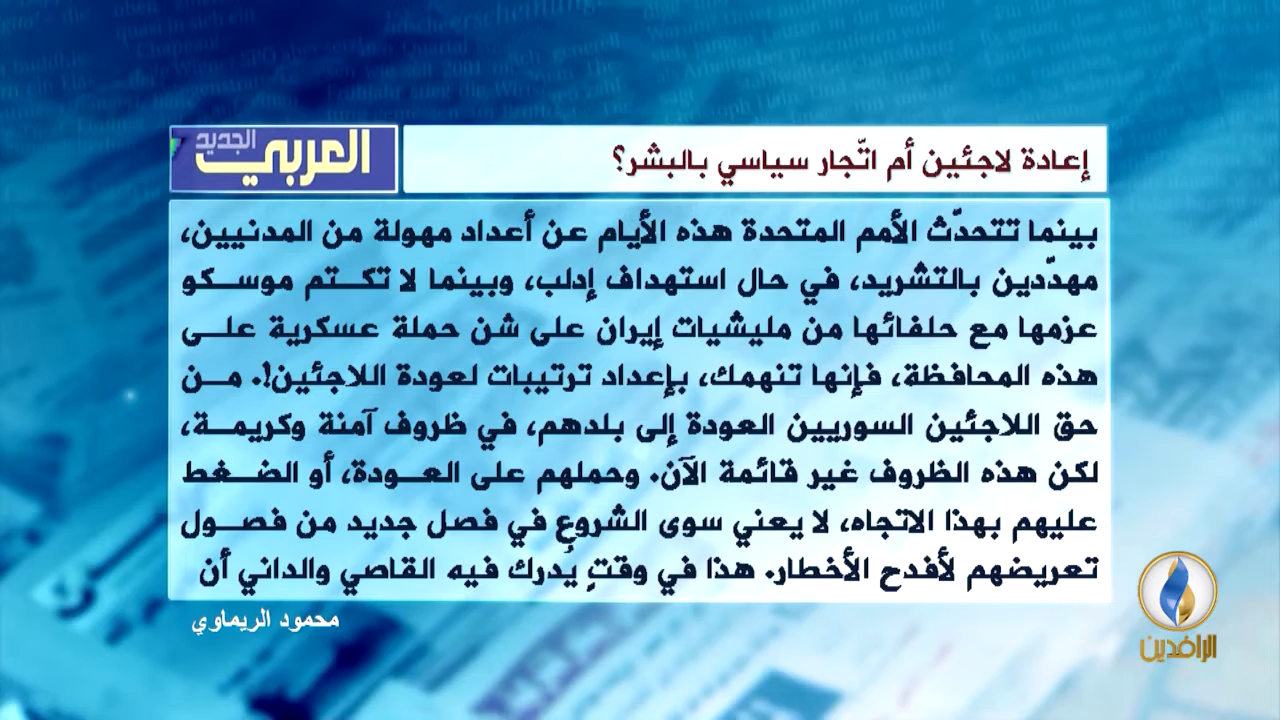 إعادة لاجئين أم اتّجار سياسي بالبشر؟
العربي الجديد
بينما تتحدّث الأمم المتحدة هذه الأيام عن أعداد مهولة من المدنيين،
مهدّدين بالتشريد، في حال استهداف إدلب، وبينما لا تكـتم موسكو
عزمها مع حلفائها من مليشيات إيران على شن حملة عسكرية على
هذه المحافظة، فإنها تنهمك، بإعداد ترتيبات لعودة اللاجئين!. من
حق اللاجئين السوريين العودة إلى بلدهم، في ظروف آمنة وكريمة،
لكن هذه الظروف غير قائمة الآن. وحملهم على العـودة، أو الضـغط
عليهم بهذا الاتجاه، لا يعني سوى الشروع في فصل جديد من فصول
تعريضهم لأفدح الأخطار. هذا في وقتٍ يُدرك فيه القاصي والداني أن
محمود الريماوي
الرافدين